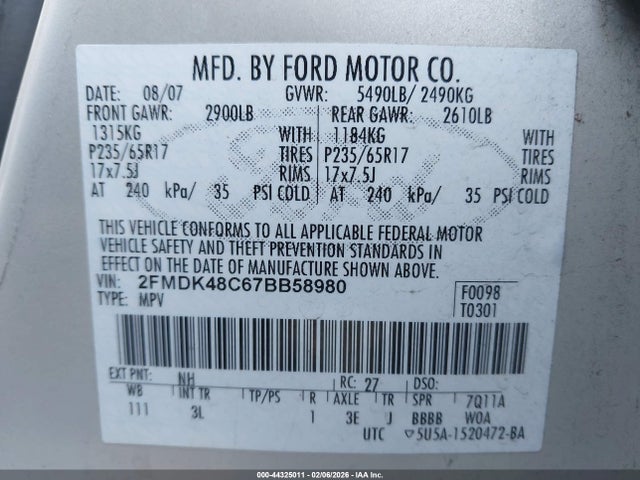 MFD. BY FORD MOTOR CO.
DATE: 08/07 GVWR: 5490LB/ 2490KG
FRONT GAWR: 2900LB REAR GAWR: 2610LB
1315KG WITH 1184KG WITH
P235/65R17 TIRES P235/65R17 TIRES
17x7.5J RIMS 17x7.5J RIMS
AT 240 kPa/ 35 PSI COLD AT 240 kPa/ 35 PSI COLD
THIS VEHICLE CONFORMS TO ALL APPLICABLE FEDERAL MOTOR
VEHICLE SAFETY AND THEFT PREVENTION STANDARDS IN
EFFECT ON THE DATE OF MANUFACTURE SHOWN ABOVE.
VIN: 2FMDK48C67BB58980 F0098
TYPE: MPV T0301
EXT PNT: NH RC: 27 DSO:
WB INT TR TP/PS R AXLE TR SPR 7Q11A
111 3L 1 3E J BBBB WOA
UTC ▽5U5A-1520472-BA
000-44325011 - 02/06/2026 - IAA Inc.